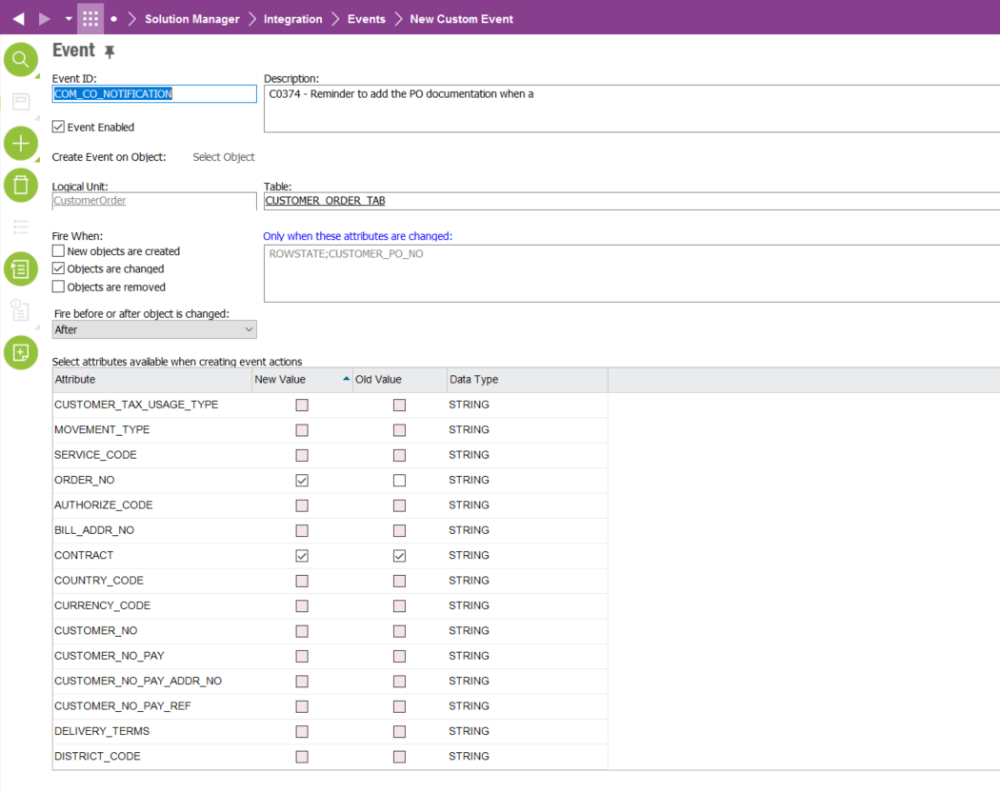 Solution Manager Integration Events New Custom Event
Event
Event ID: Description:
COM_CO_NOTIFICATION C0374 - Reminder to add the PO documentation when a
Event Enabled
Create Event on Object: Select Object
Logical Unit: Table:
CustomerOrder CUSTOMER_ORDER_TAB
Fire When: Only when these attributes are changed:
New objects are created ROWSTATE;CUSTOMER_PO_NO
Objects are changed
Objects are removed
Fire before or after object is changed:
After
Select attributes available when creating event actions
Attribute New Value Old Value Data Type
CUSTOMER_TAX_USAGE_TYPE STRING
MOVEMENT_TYPE STRING
SERVICE_CODE STRING
ORDER_NO STRING
AUTHORIZE_CODE STRING
BILL_ADDR_NO STRING
CONTRACT STRING
COUNTRY_CODE STRING
CURRENCY_CODE STRING
CUSTOMER_NO STRING
CUSTOMER_NO_PAY STRING
CUSTOMER_NO_PAY_ADDR_NO STRING
CUSTOMER_NO_PAY_REF STRING
DELIVERY_TERMS STRING
DISTRICT_CODE STRING